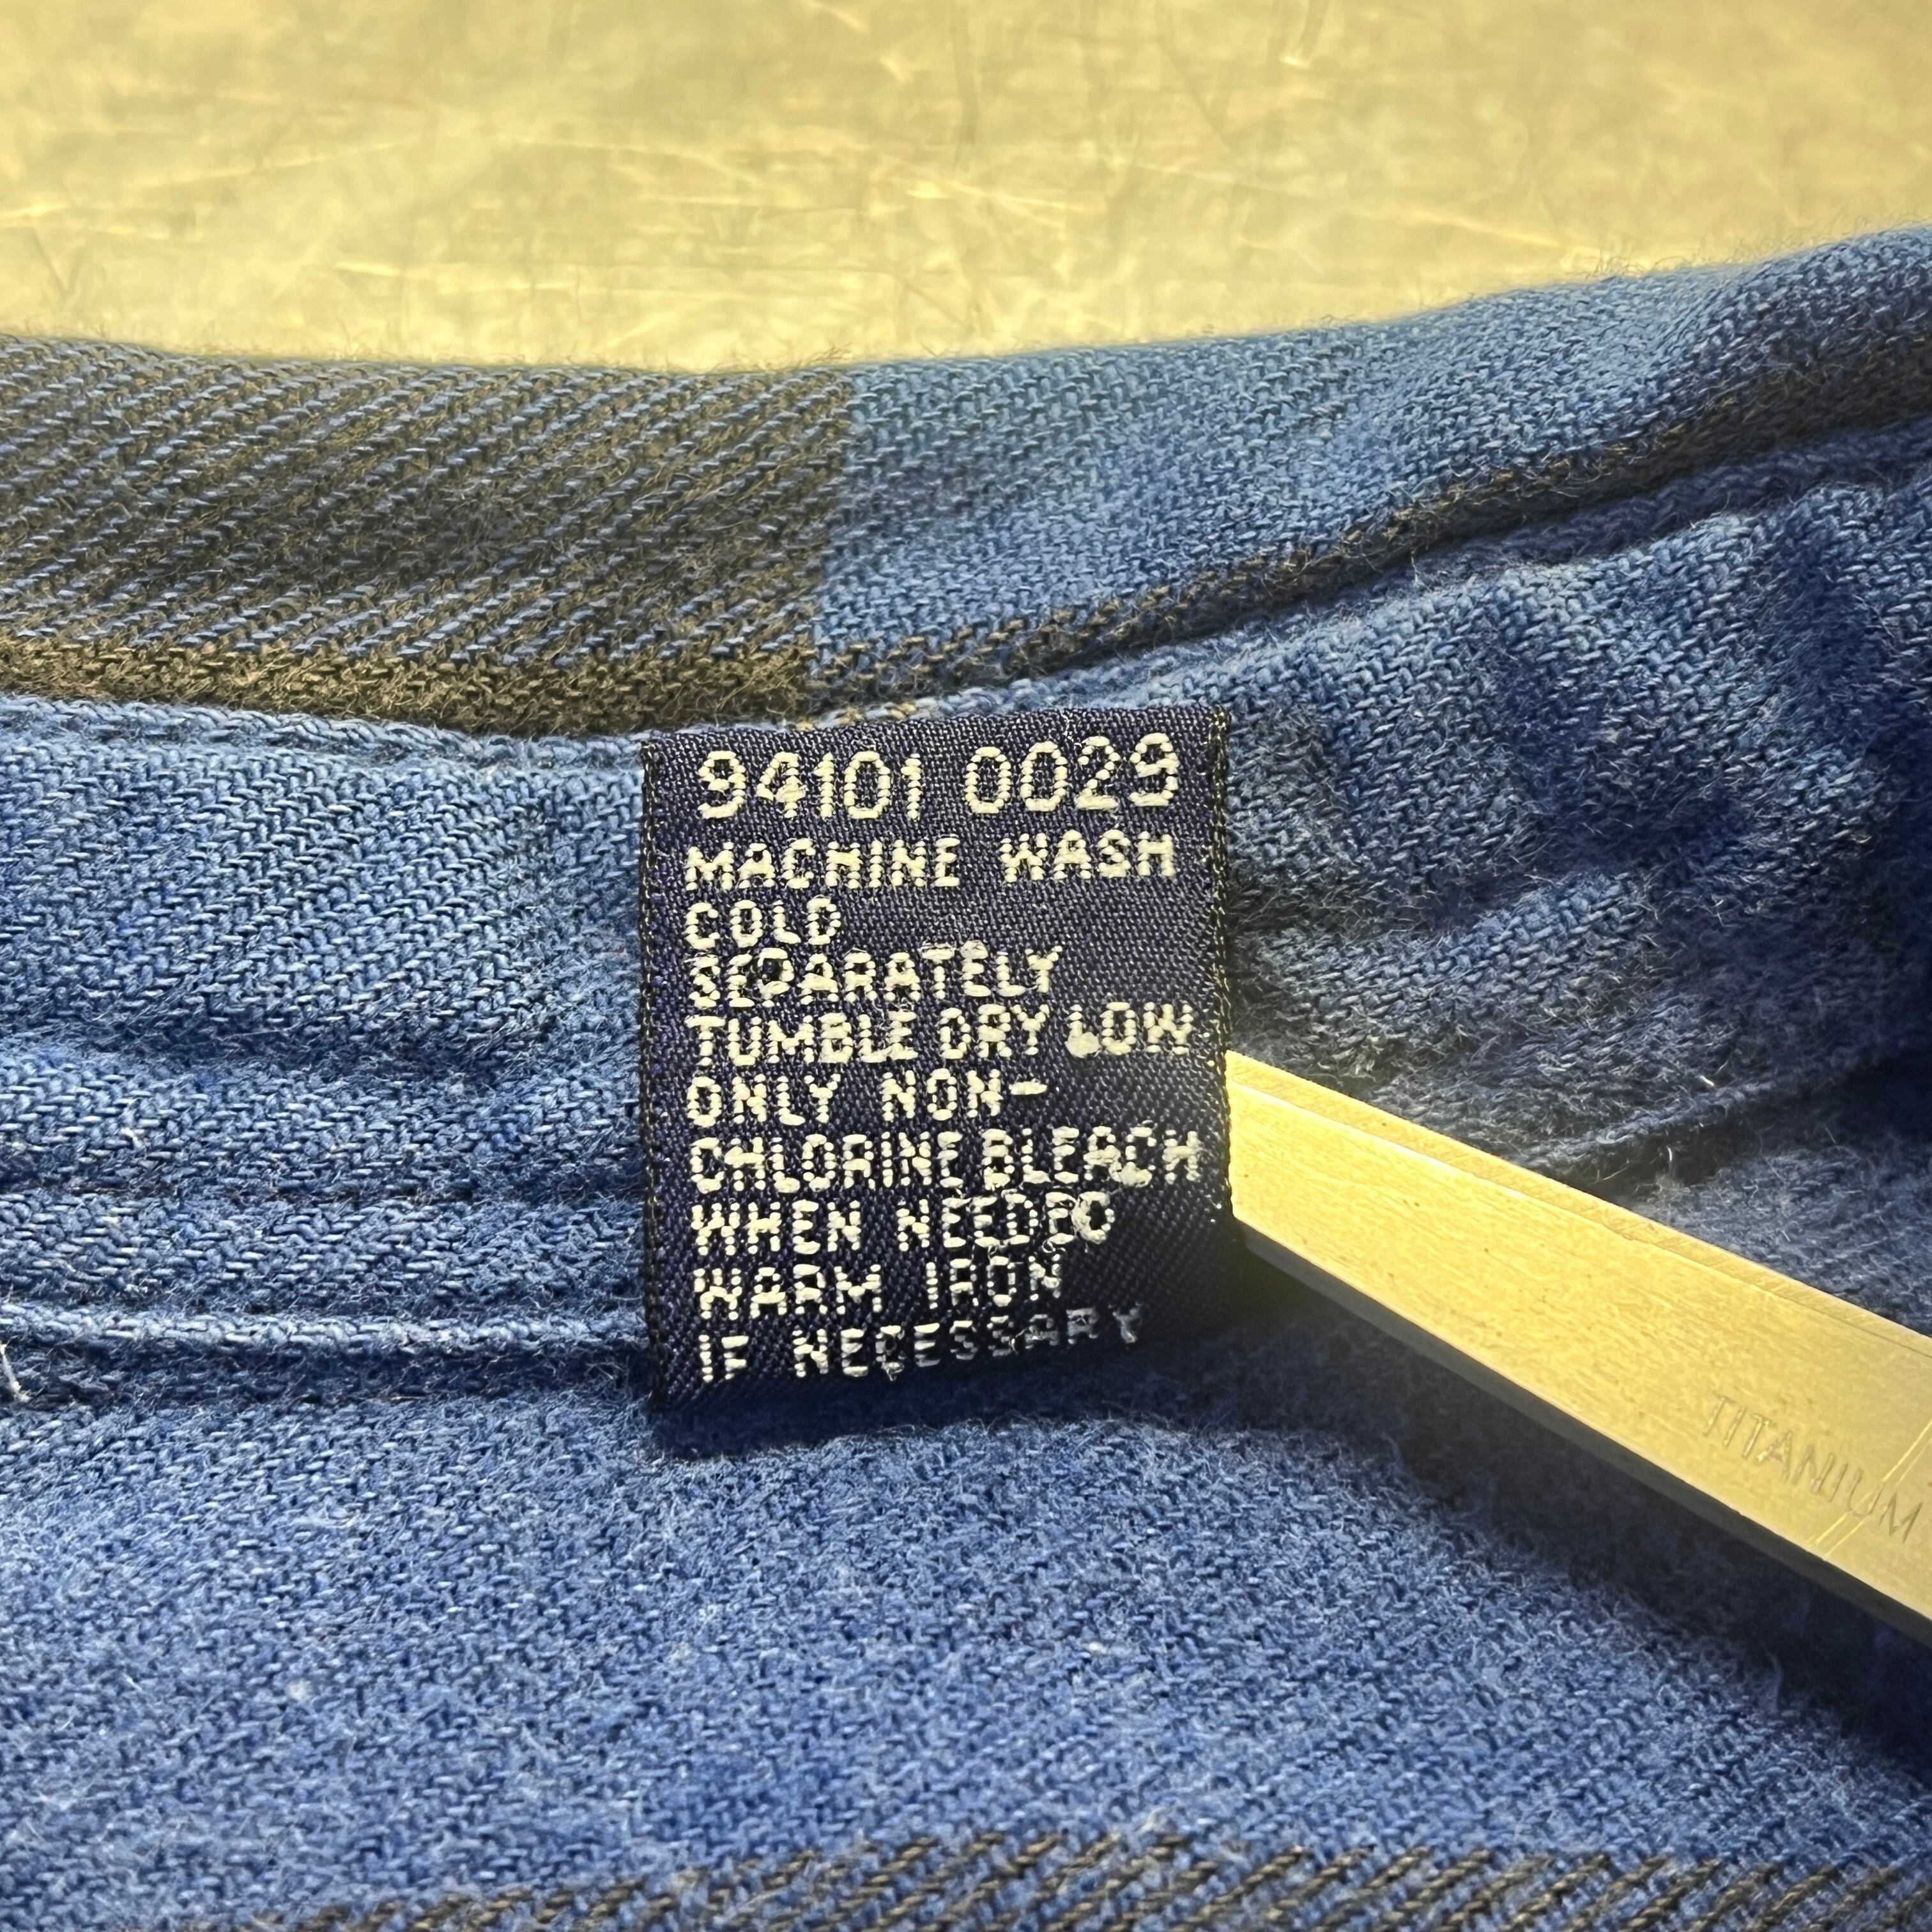 94101 0029
MACHINE WASH
COLD
SEPARATELY
TUMBLE DRY LOW
ONLY NON-
CHLORINE BLEACH
WHEN NEEDED
WARM IRON
IF NECESSARY
TITANIUM